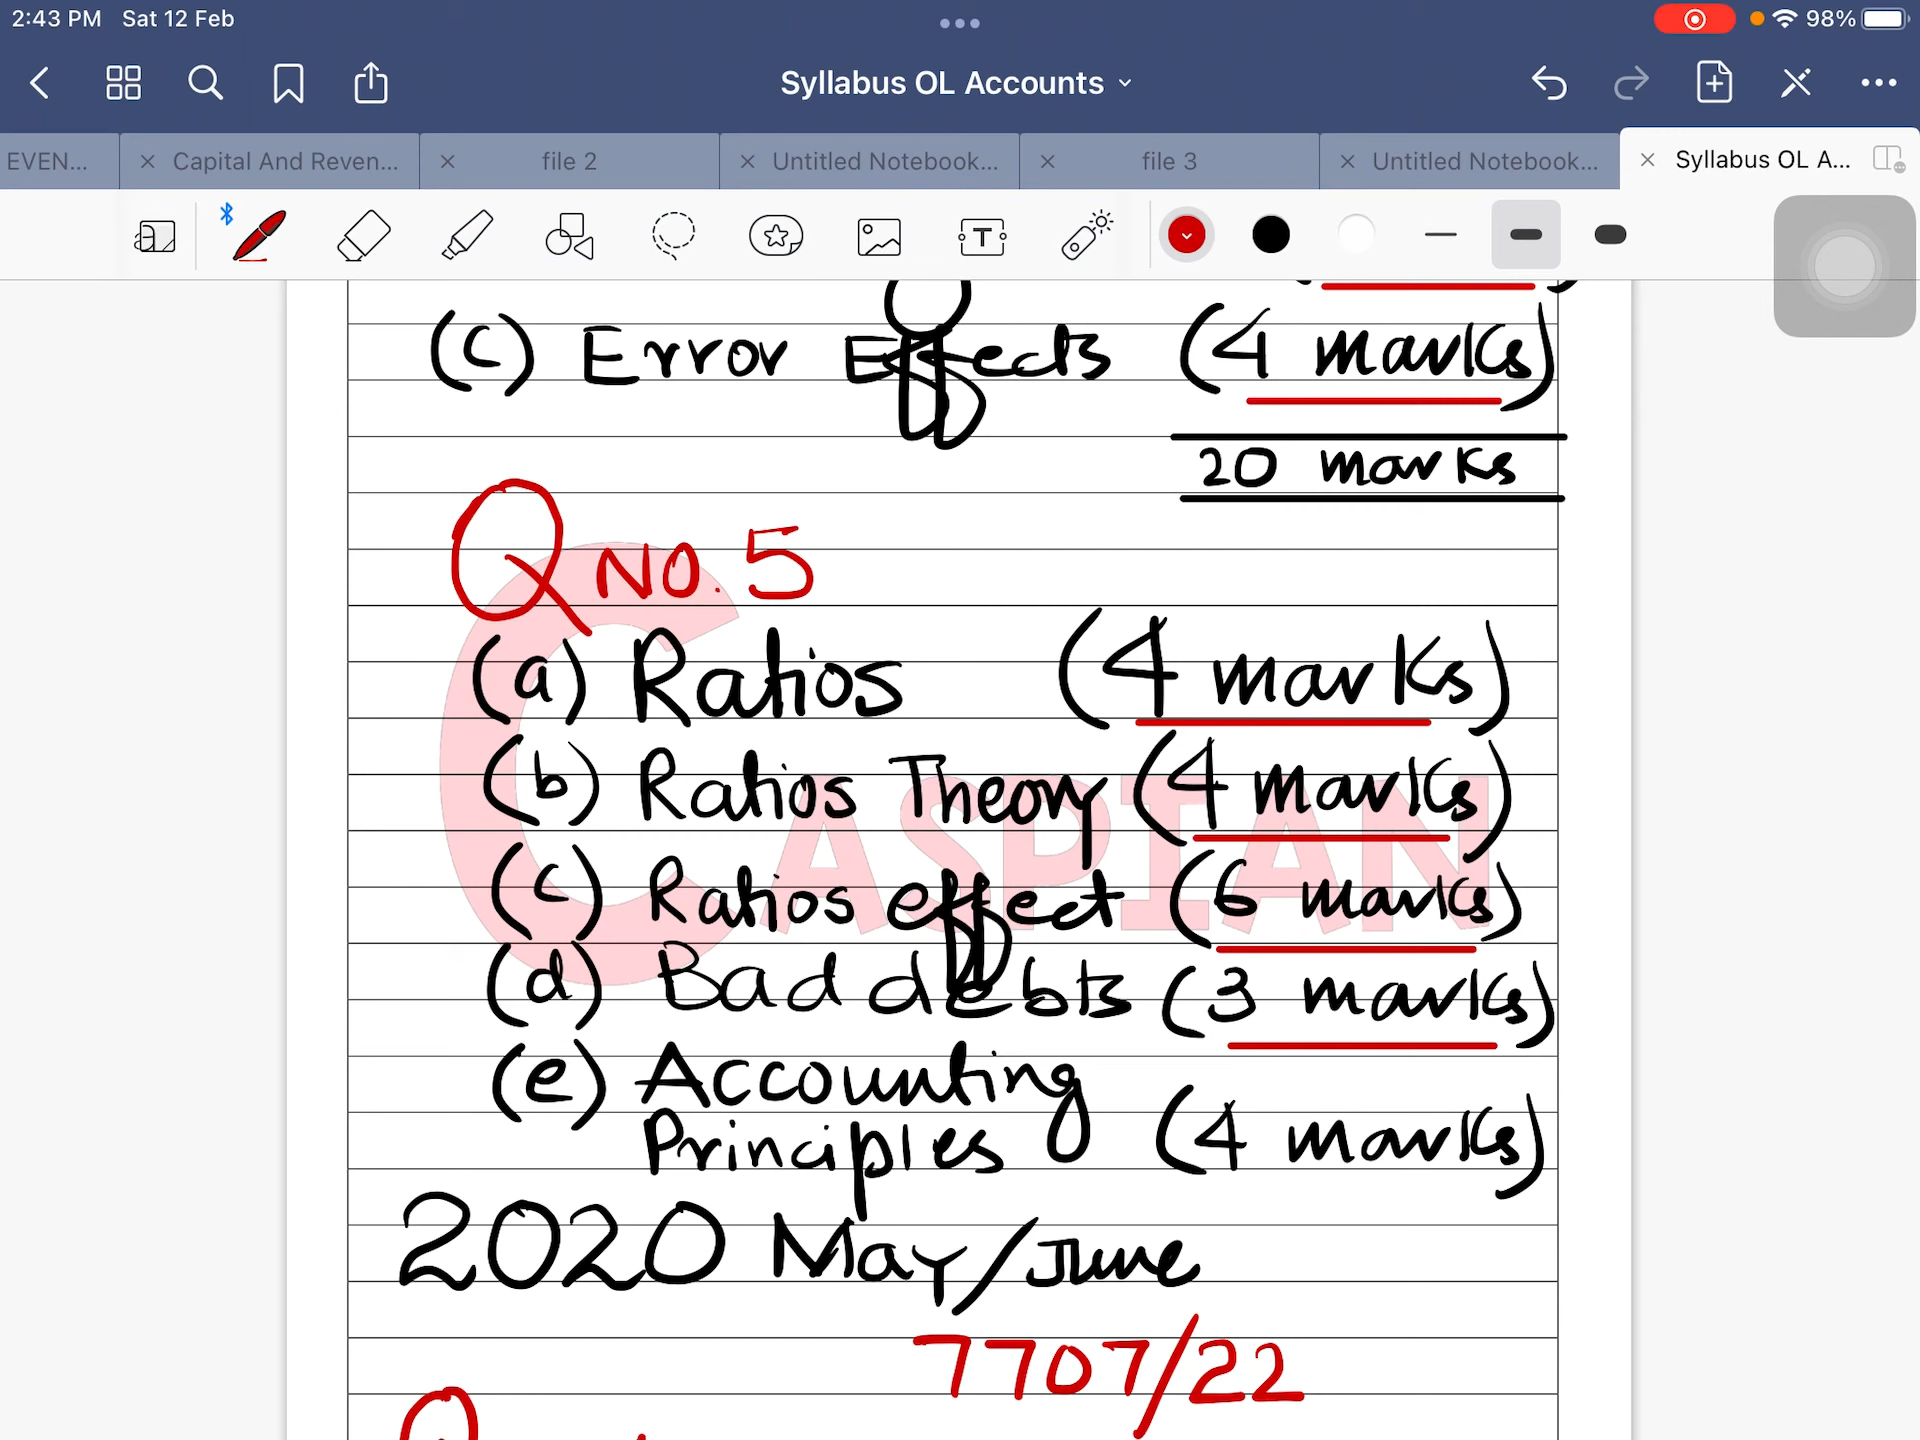 2:43 PM Sat 12 Feb
98%
Syllabus OL Accounts
EVEN... Capital And Reven... file 2 Untitled Notebook... file 3 Untitled Notebook... Syllabus OL A...
(c) Error Effects (4 marks)
20 marks
Q NO. 5
(a) Ratios (4 marks)
(b) Ratios Theory (4 marks)
(c) Ratios effect (6 marks)
(d) Bad debts (3 marks)
(e) Accounting
Principles (4 marks)
CASPIAN
2020 May/June
7707/22